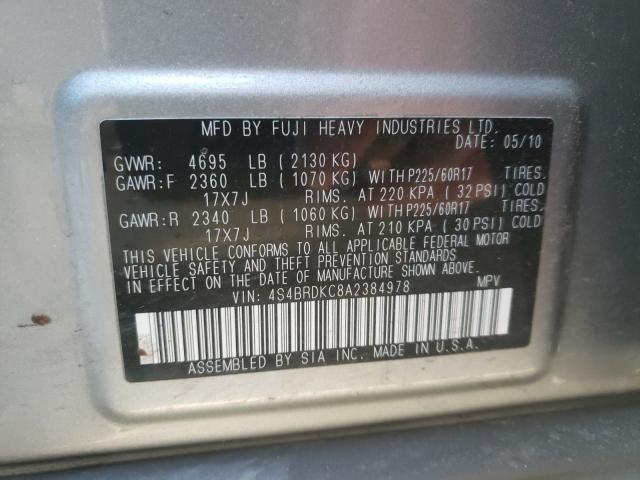 MFD BY FUJI HEAVY INDUSTRIES LTD.
DATE: 05/10
GVWR: 4695 LB (2130 KG)
GAWR:F 2360 LB (1070 KG) WITH P225/60R17 TIRES.
17X7J RIMS. AT 220 KPA (32 PSI) COLD
GAWR:R 2340 LB (1060 KG) WITH P225/60R17 TIRES.
17X7J RIMS. AT 210 KPA (30 PSI) COLD
THIS VEHICLE CONFORMS TO ALL APPLICABLE FEDERAL MOTOR
VEHICLE SAFETY AND THEFT PREVENTION STANDARDS
IN EFFECT ON THE DATE OF MANUFACTURE SHOWN ABOVE.
VIN: 4S4BRDKC8A2384978 MPV
ASSEMBLED BY SIA INC. MADE IN U.S.A.